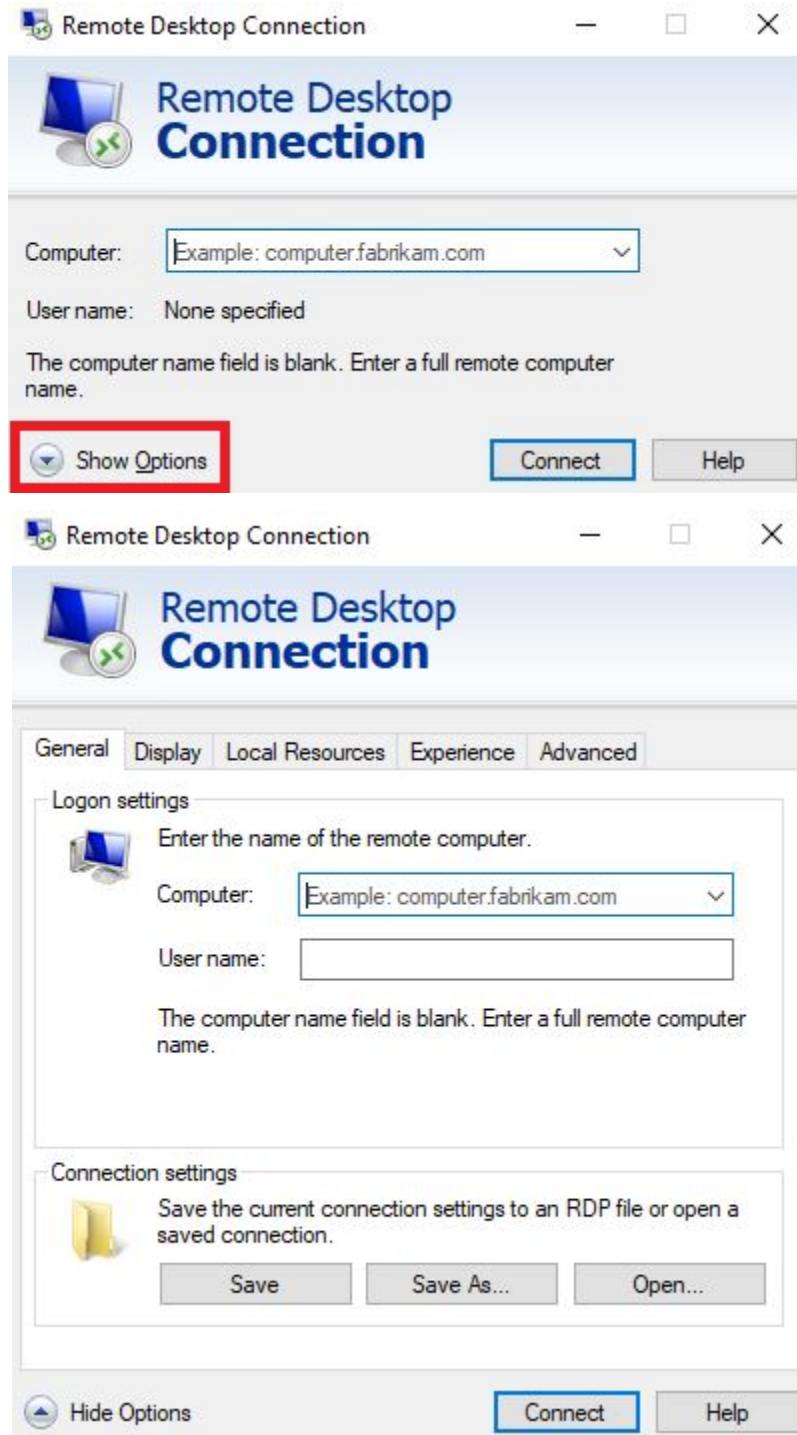 Remote Desktop Connection
Remote Desktop
Connection
Computer: Example: computer.fabrikam.com
User name: None specified
The computer name field is blank. Enter a full remote computer
name.
Show Options Connect Help
Remote Desktop Connection
Remote Desktop
Connection
General Display Local Resources Experience Advanced
Logon settings
Enter the name of the remote computer.
Computer: Example: computer.fabrikam.com
User name:
The computer name field is blank. Enter a full remote computer
name.
Connection settings
Save the current connection settings to an RDP file or open a
saved connection.
Save Save As... Open...
Hide Options Connect Help